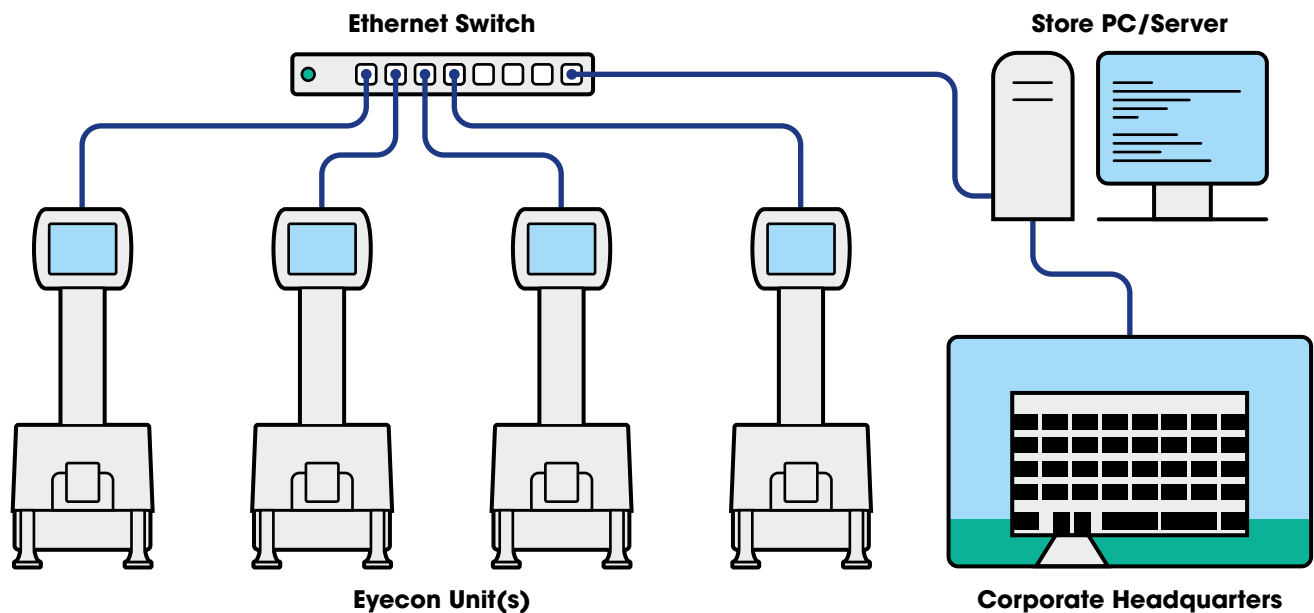 Ethernet Switch
Store PC/Server
Eyecon Unit(s)
Corporate Headquarters